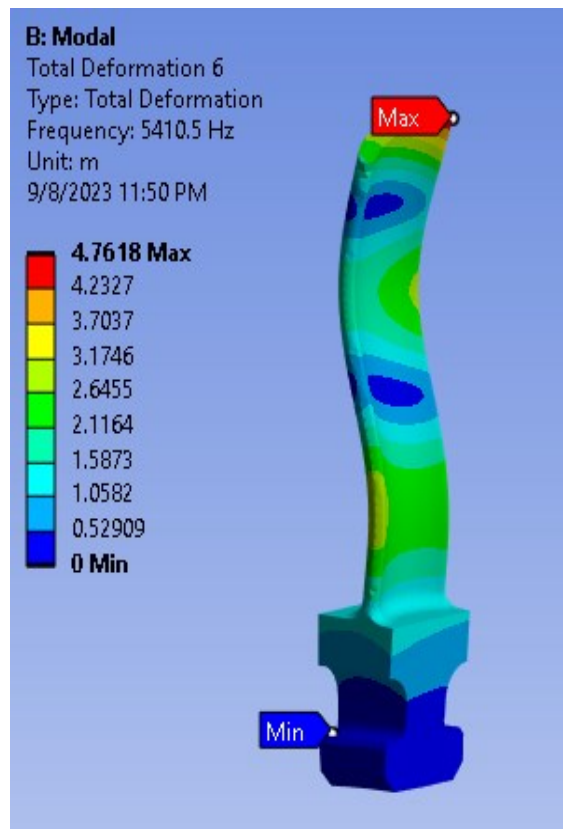 B: Modal
Total Deformation 6
Type: Total Deformation
Frequency: 5410.5 Hz
Unit: m
9/8/2023 11:50 PM
Max
4.7618 Max
4.2327
3.7037
3.1746
2.6455
2.1164
1.5873
1.0582
0.52909
0 Min
Min